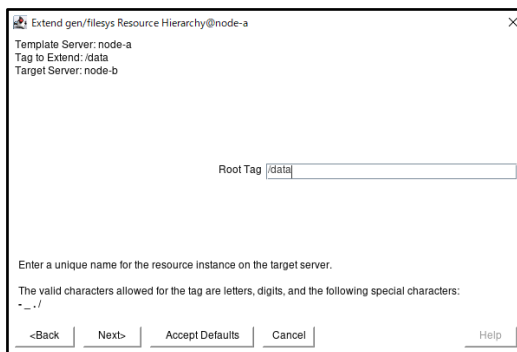 Extend gen/filesys Resource Hierarchy@node-a
Template Server: node-a
Tag to Extend: /data
Target Server: node-b
Root Tag /data
Enter a unique name for the resource instance on the target server.
The valid characters allowed for the tag are letters, digits, and the following special characters:
- _ . /
<Back Next> Accept Defaults Cancel Help